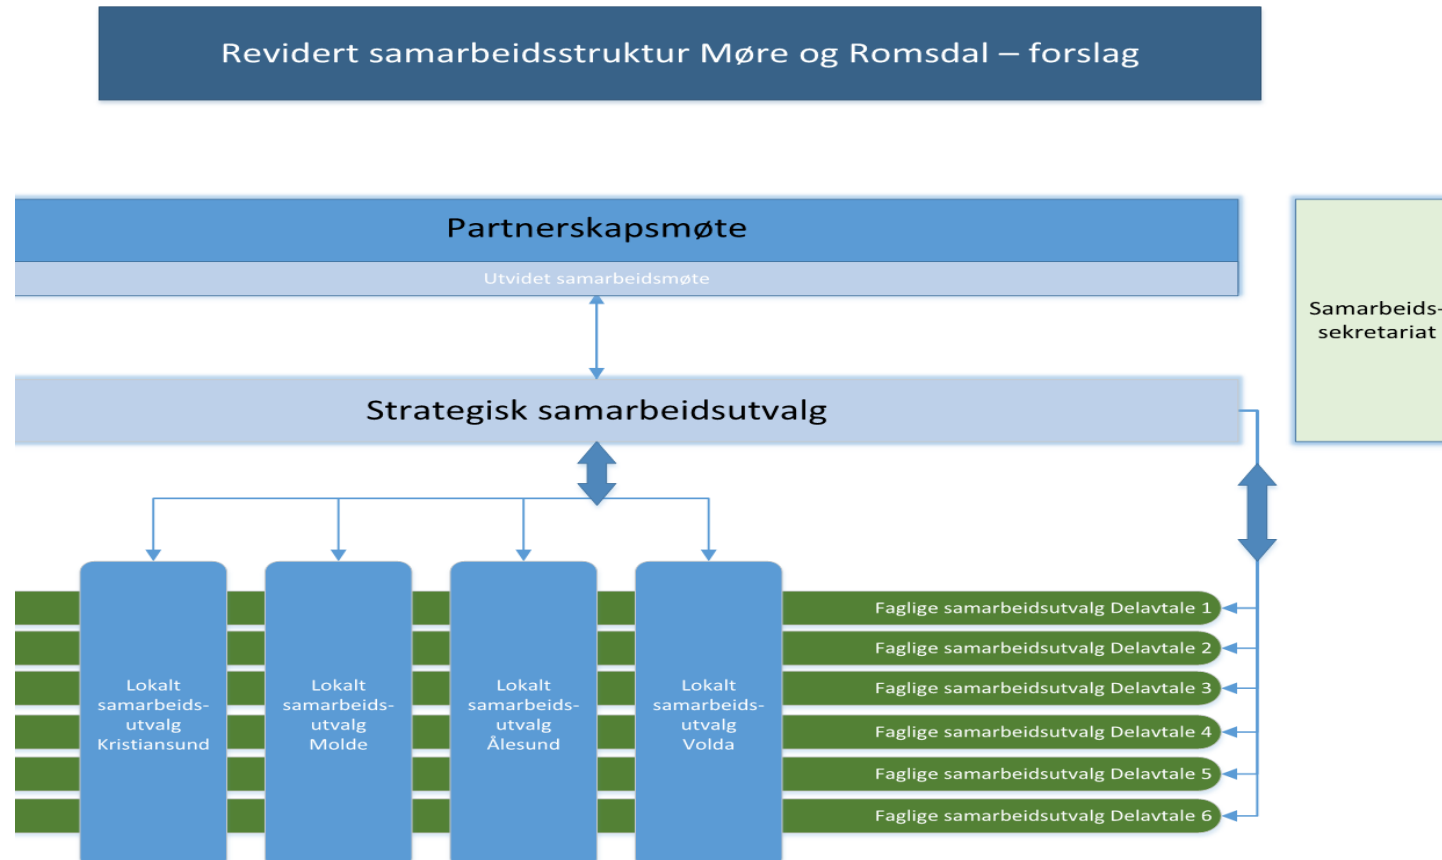 Revidert samarbeidsstruktur Møre og Romsdal – forslag
Partnerskapsmøte
Utvidet samarbeidsmøte
Samarbeids-
sekretariat
Strategisk samarbeidsutvalg
Faglige samarbeidsutvalg Delavtale 1
Faglige samarbeidsutvalg Delavtale 2
Faglige samarbeidsutvalg Delavtale 3
Faglige samarbeidsutvalg Delavtale 4
Faglige samarbeidsutvalg Delavtale 5
Faglige samarbeidsutvalg Delavtale 6
Lokalt
samarbeids-
utvalg
Kristiansund
Lokalt
samarbeids-
utvalg
Molde
Lokalt
samarbeids-
utvalg
Ålesund
Lokalt
samarbeids-
utvalg
Volda